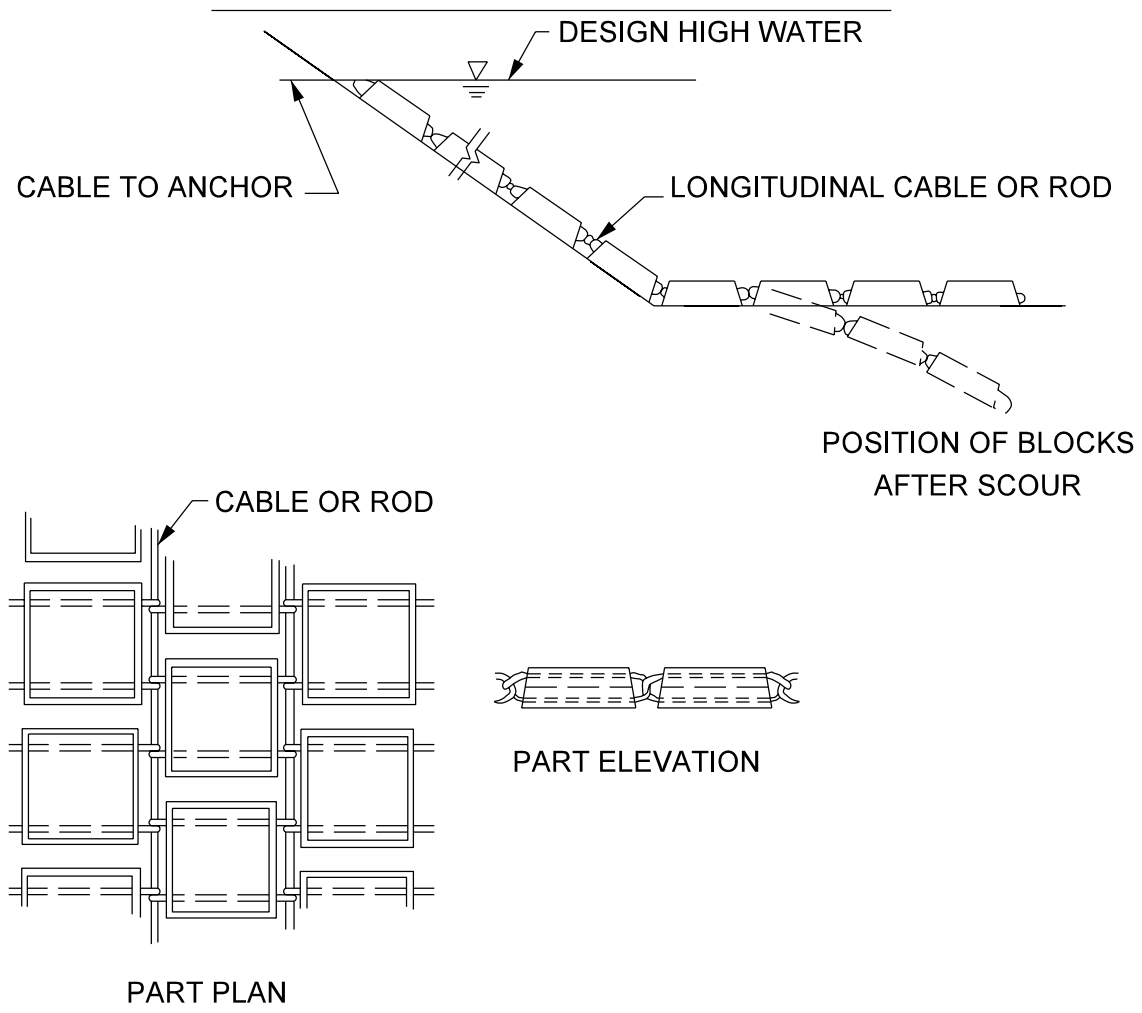 DESIGN HIGH WATER
CABLE TO ANCHOR
LONGITUDINAL CABLE OR ROD
POSITION OF BLOCKS
AFTER SCOUR
CABLE OR ROD
PART ELEVATION
PART PLAN